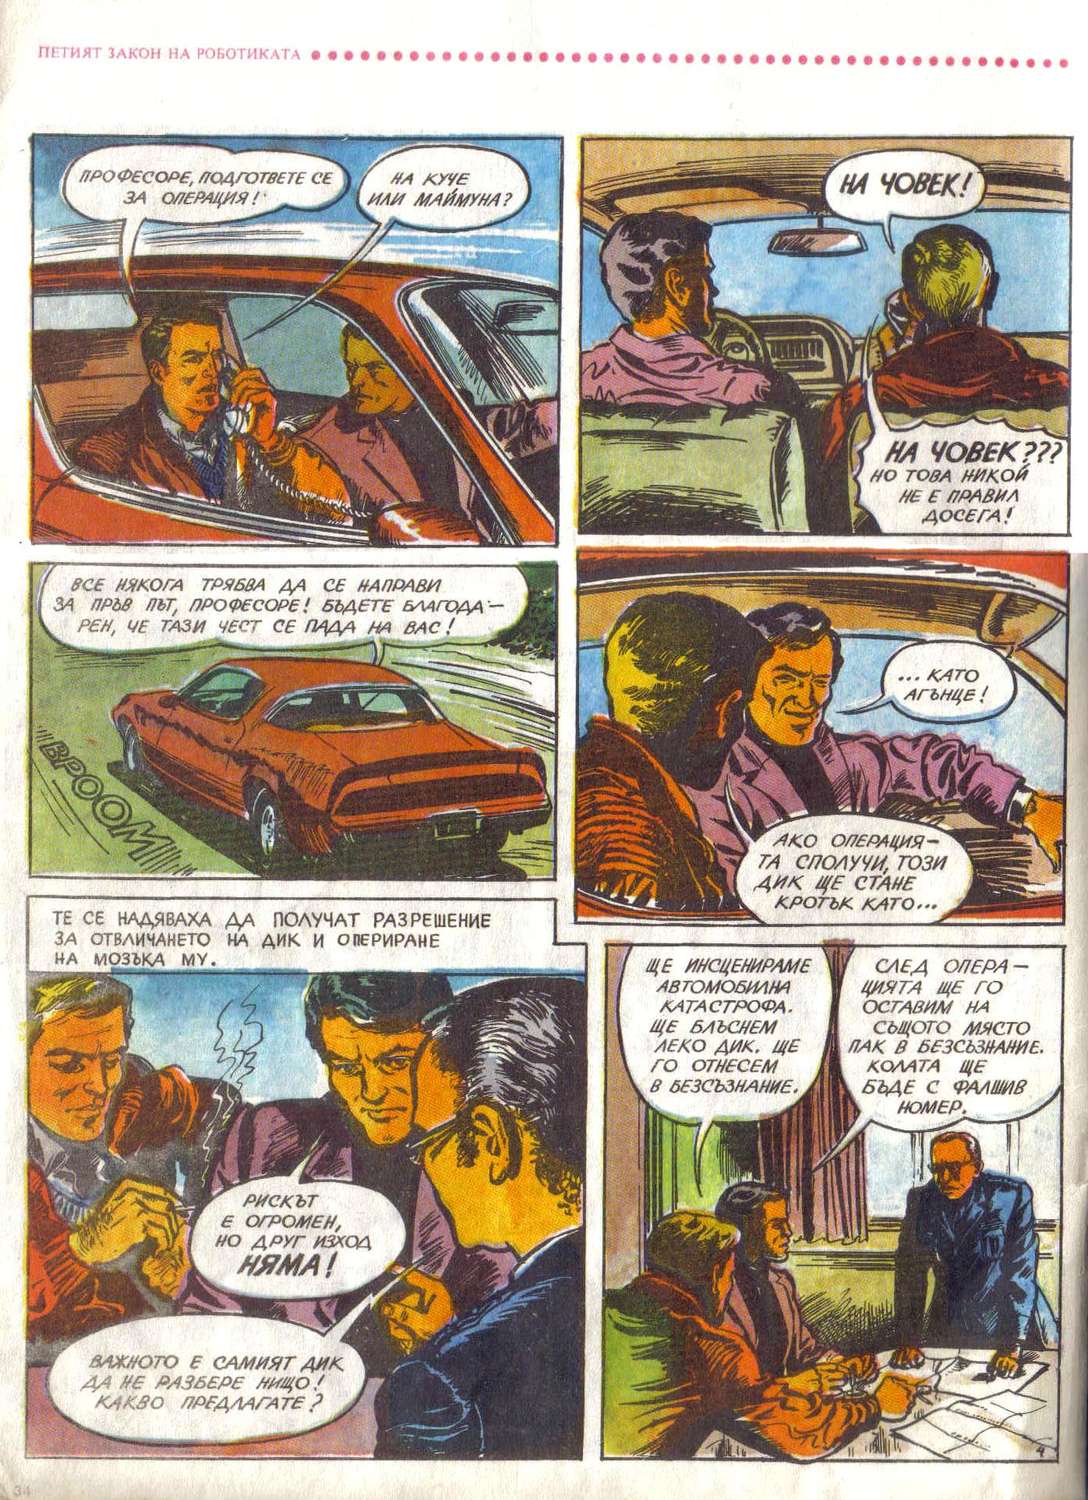 ПЕТИЯТ ЗАКОН НА РОБОТИКАТА
ПРОФЕСОРЕ, ПОДГОТВЕТЕ СЕ
ЗА ОПЕРАЦИЯ!
НА КУЧЕ
ИЛИ МАЙМУНА?
НА ЧОВЕК!
НА ЧОВЕК???
НО ТОВА НИКОЙ
НЕ Е ПРАВИЛ
ДОСЕГА!
ВСЕ НЯКОГА ТРЯБВА ДА СЕ НАПРАВИ
ЗА ПРЪВ ПЪТ, ПРОФЕСОРЕ! БЪДЕТЕ БЛАГОДА-
РЕН, ЧЕ ТАЗИ ЧЕСТ СЕ ПАДА НА ВАС!
ВРООМ
АКО ОПЕРАЦИЯ-
ТА СПОЛУЧИ, ТОЗИ
ДИК ЩЕ СТАНЕ
КРОТЪК КАТО...
...КАТО
АГЪНЦЕ!
ТЕ СЕ НАДЯВАХА ДА ПОЛУЧАТ РАЗРЕШЕНИЕ
ЗА ОТВЛИЧАНЕТО НА ДИК И ОПЕРИРАНЕ
НА МОЗЪКА МУ.
РИСКЪТ
Е ОГРОМЕН,
НО ДРУГ ИЗХОД
НЯМА!
ВАЖНОТО Е САМИЯТ ДИК
ДА НЕ РАЗБЕРЕ НИЩО!
КАКВО ПРЕДЛАГАТЕ?
ЩЕ ИНСЦЕНИРАМЕ
АВТОМОБИЛНА
КАТАСТРОФА.
ЩЕ БЛЪСНЕМ
ЛЕКО ДИК. ЩЕ
ГО ОТНЕСЕМ
В БЕЗСЪЗНАНИЕ.
СЛЕД ОПЕРА-
ЦИЯТА ЩЕ ГО
ОСТАВИМ НА
СЪЩОТО МЯСТО
ПАК В БЕЗСЪЗНАНИЕ.
КОЛАТА ЩЕ
БЪДЕ С ФАЛШИВ
НОМЕР.
4
34